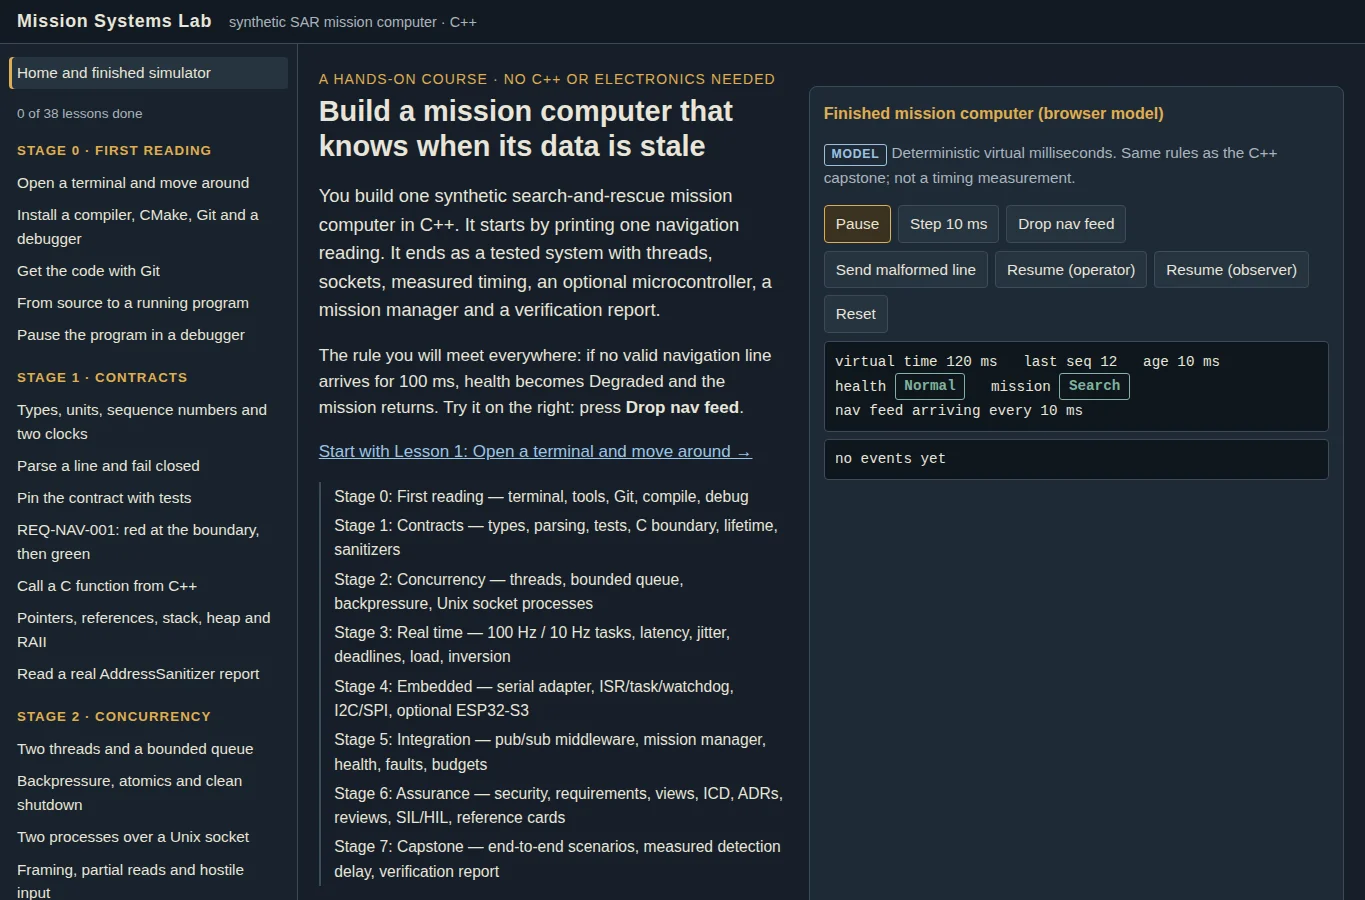 Mission Systems Lab synthetic SAR mission computer · C++
Home and finished simulator
0 of 38 lessons done
STAGE 0 · FIRST READING
Open a terminal and move around
Install a compiler, CMake, Git and a
debugger
Get the code with Git
From source to a running program
Pause the program in a debugger
STAGE 1 · CONTRACTS
Types, units, sequence numbers and
two clocks
Parse a line and fail closed
Pin the contract with tests
REQ-NAV-001: red at the boundary,
then green
Call a C function from C++
Pointers, references, stack, heap and
RAII
Read a real AddressSanitizer report
STAGE 2 · CONCURRENCY
Two threads and a bounded queue
Backpressure, atomics and clean
shutdown
Two processes over a Unix socket
Framing, partial reads and hostile
input
A HANDS-ON COURSE · NO C++ OR ELECTRONICS NEEDED
Build a mission computer that
knows when its data is stale
You build one synthetic search-and-rescue mission
computer in C++. It starts by printing one navigation
reading. It ends as a tested system with threads,
sockets, measured timing, an optional microcontroller, a
mission manager and a verification report.
The rule you will meet everywhere: if no valid navigation line
arrives for 100 ms, health becomes Degraded and the
mission returns. Try it on the right: press Drop nav feed.
Start with Lesson 1: Open a terminal and move around →
Stage 0: First reading — terminal, tools, Git, compile, debug
Stage 1: Contracts — types, parsing, tests, C boundary, lifetime,
sanitizers
Stage 2: Concurrency — threads, bounded queue,
backpressure, Unix socket processes
Stage 3: Real time — 100 Hz / 10 Hz tasks, latency, jitter,
deadlines, load, inversion
Stage 4: Embedded — serial adapter, ISR/task/watchdog,
I2C/SPI, optional ESP32-S3
Stage 5: Integration — pub/sub middleware, mission manager,
health, faults, budgets
Stage 6: Assurance — security, requirements, views, ICD, ADRs,
reviews, SIL/HIL, reference cards
Stage 7: Capstone — end-to-end scenarios, measured detection
delay, verification report
Finished mission computer (browser model)
MODEL Deterministic virtual milliseconds. Same rules as the C++
capstone; not a timing measurement.
Pause Step 10 ms Drop nav feed
Send malformed line Resume (operator) Resume (observer)
Reset
virtual time 120 ms last seq 12 age 10 ms
health Normal mission Search
nav feed arriving every 10 ms
no events yet